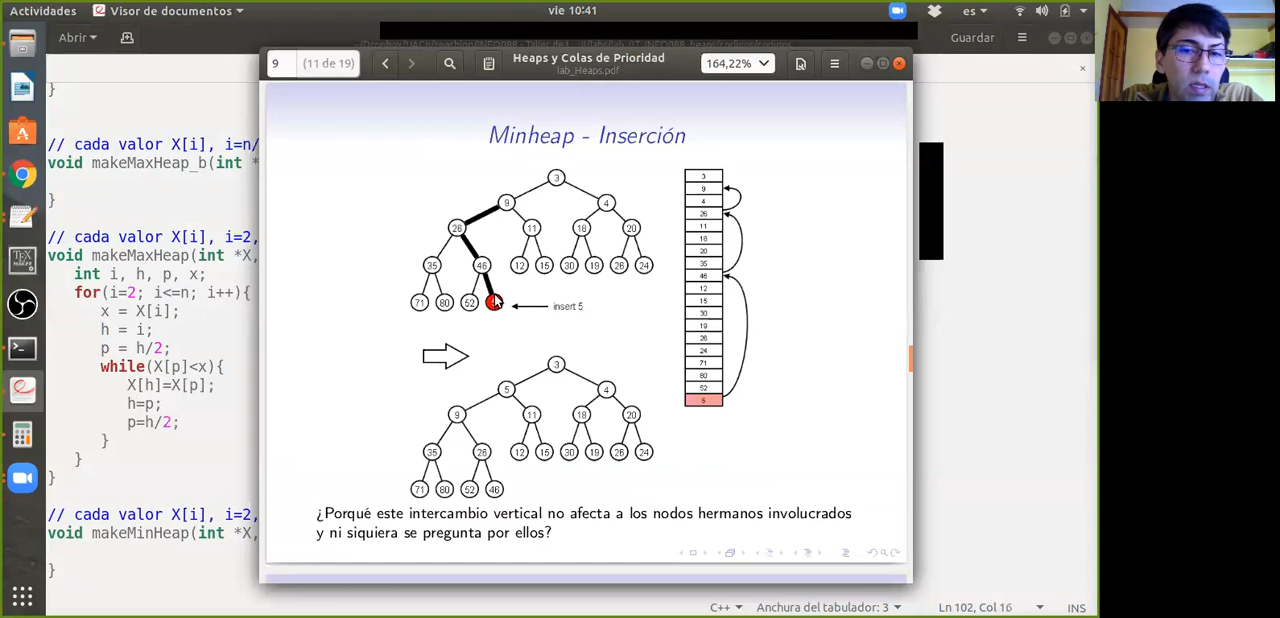 Actividades
Visor de documentos
vie 10:41
es
Abrir
Guardar
9
(11 de 19)
Heaps y Colas de Prioridad
lab_Heaps.pdf
164,22%
}
// cada valor X[i], i=n/
void makeMaxHeap_b(int *
}
// cada valor X[i], i=2,
void makeMaxHeap(int *X,
int i, h, p, x;
for(i=2; i<=n; i++){
x = X[i];
h = i;
p = h/2;
while(X[p]<x){
X[h]=X[p];
h=p;
p=h/2;
}
}
}
// cada valor X[i], i=2,
void makeMinHeap(int *X,
}
Minheap - Inserción
3
9 4
26 11 18 20
35 46 12 15 30 19 26 24
71 80 52
insert 5
3
9
4
26
11
18
20
35
46
12
15
30
19
26
24
71
80
52
5
3
5 4
9 11 18 20
35 26 12 15 30 19 26 24
71 80 52 46
¿Porqué este intercambio vertical no afecta a los nodos hermanos involucrados
y ni siquiera se pregunta por ellos?
C++
Anchura del tabulador: 3
Ln 102, Col 16
INS